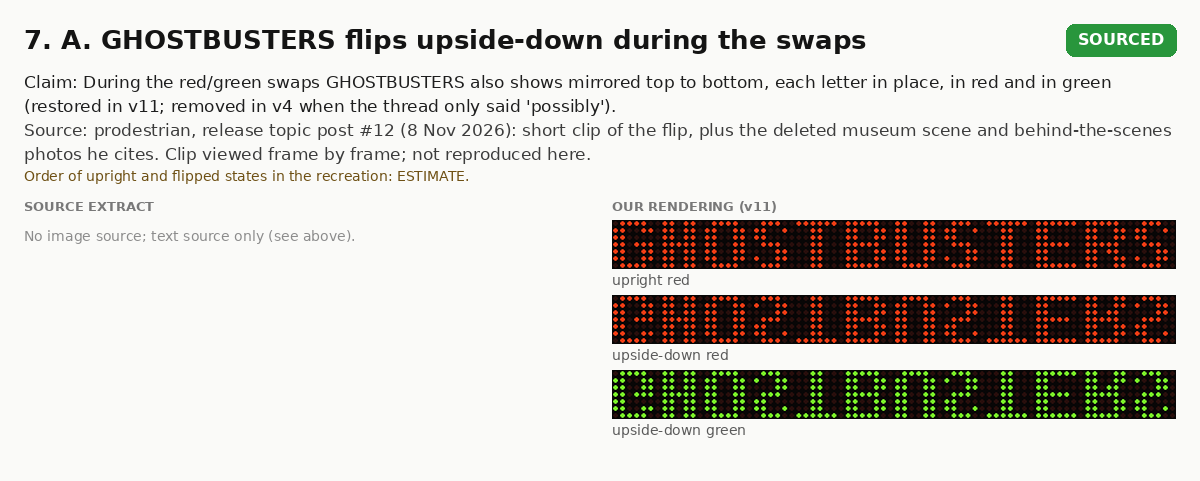 7. A. GHOSTBUSTERS flips upside-down during the swaps
SOURCED
Claim: During the red/green swaps GHOSTBUSTERS also shows mirrored top to bottom, each letter in place, in red and in green
(restored in v11; removed in v4 when the thread only said 'possibly').
Source: prodestrian, release topic post #12 (8 Nov 2026): short clip of the flip, plus the deleted museum scene and behind-the-scenes
photos he cites. Clip viewed frame by frame; not reproduced here.
Order of upright and flipped states in the recreation: ESTIMATE.
SOURCE EXTRACT
No image source; text source only (see above).
OUR RENDERING (v11)
GHOSTBUSTERS
upright red
GHOSTBUSTERS
upside-down red
GHOSTBUSTERS
upside-down green